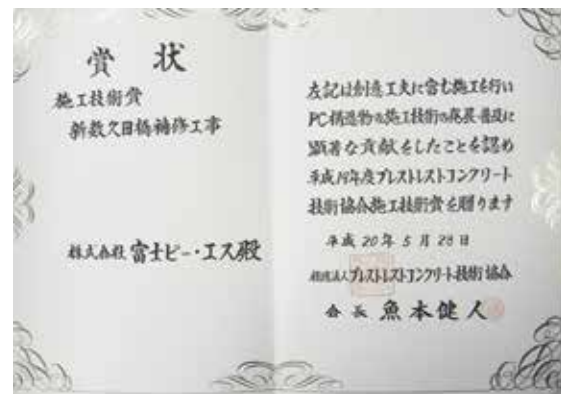 賞 状
施工技術賞
新数久田橋補修工事
株式会社 富士ピー・エス殿
左記は創意工夫に富む施工を行い
PC構造物の施工技術の発展・普及に
顕著な貢献をしたことを認め
平成19年度プレストレストコンクリート
技術協会施工技術賞を贈ります
平成20年5月28日
社団法人プレストレストコンクリート技術協会
会長 魚本健人